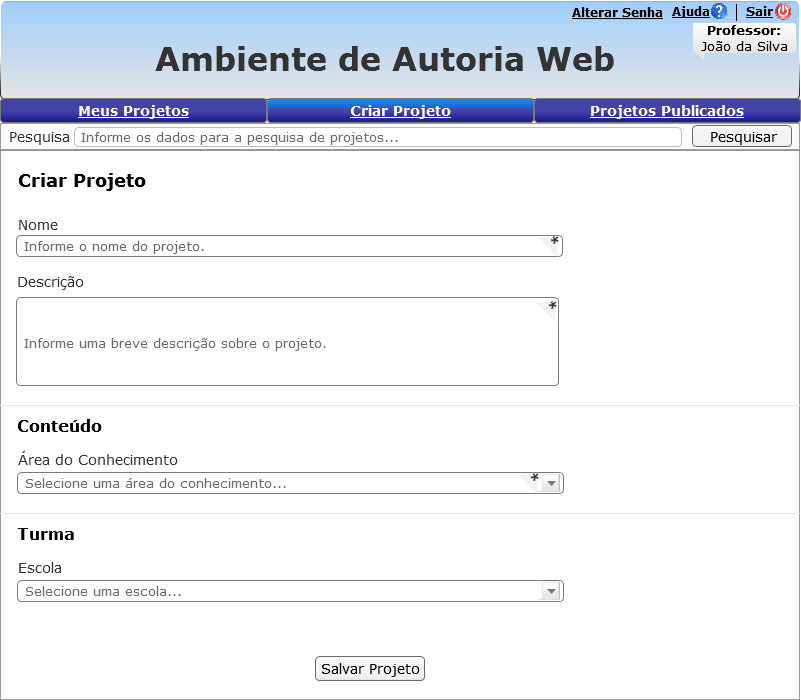 Alterar Senha Ajuda? | Sair
Professor:
João da Silva
Ambiente de Autoria Web
Meus Projetos Criar Projeto Projetos Publicados
Pesquisa Informe os dados para a pesquisa de projetos... Pesquisar
Criar Projeto
Nome
Informe o nome do projeto. *
Descrição
*
Informe uma breve descrição sobre o projeto.
Conteúdo
Área do Conhecimento
Selecione uma área do conhecimento... *
Turma
Escola
Selecione uma escola...
Salvar Projeto